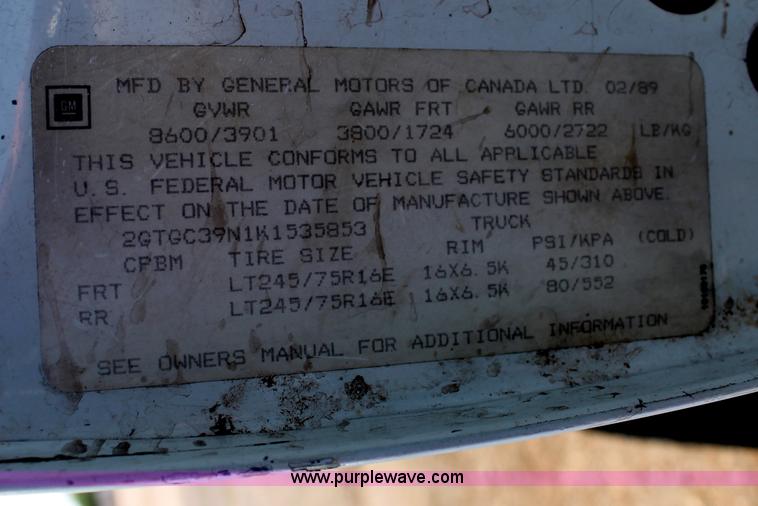 MFD BY GENERAL MOTORS OF CANADA LTD. 02/89
GM
GVWR GAWR FRT GAWR RR
8600/3901 3800/1724 6000/2722 LB/KG
THIS VEHICLE CONFORMS TO ALL APPLICABLE
U.S. FEDERAL MOTOR VEHICLE SAFETY STANDARDS IN
EFFECT ON THE DATE OF MANUFACTURE SHOWN ABOVE.
2GTGC39N1K1535853 TRUCK
CPBM TIRE SIZE RIM PSI/KPA (COLD)
FRT LT245/75R16E 16X6.5K 45/310
RR LT245/75R16E 16X6.5K 80/552
SEE OWNERS MANUAL FOR ADDITIONAL INFORMATION
www.purplewave.com